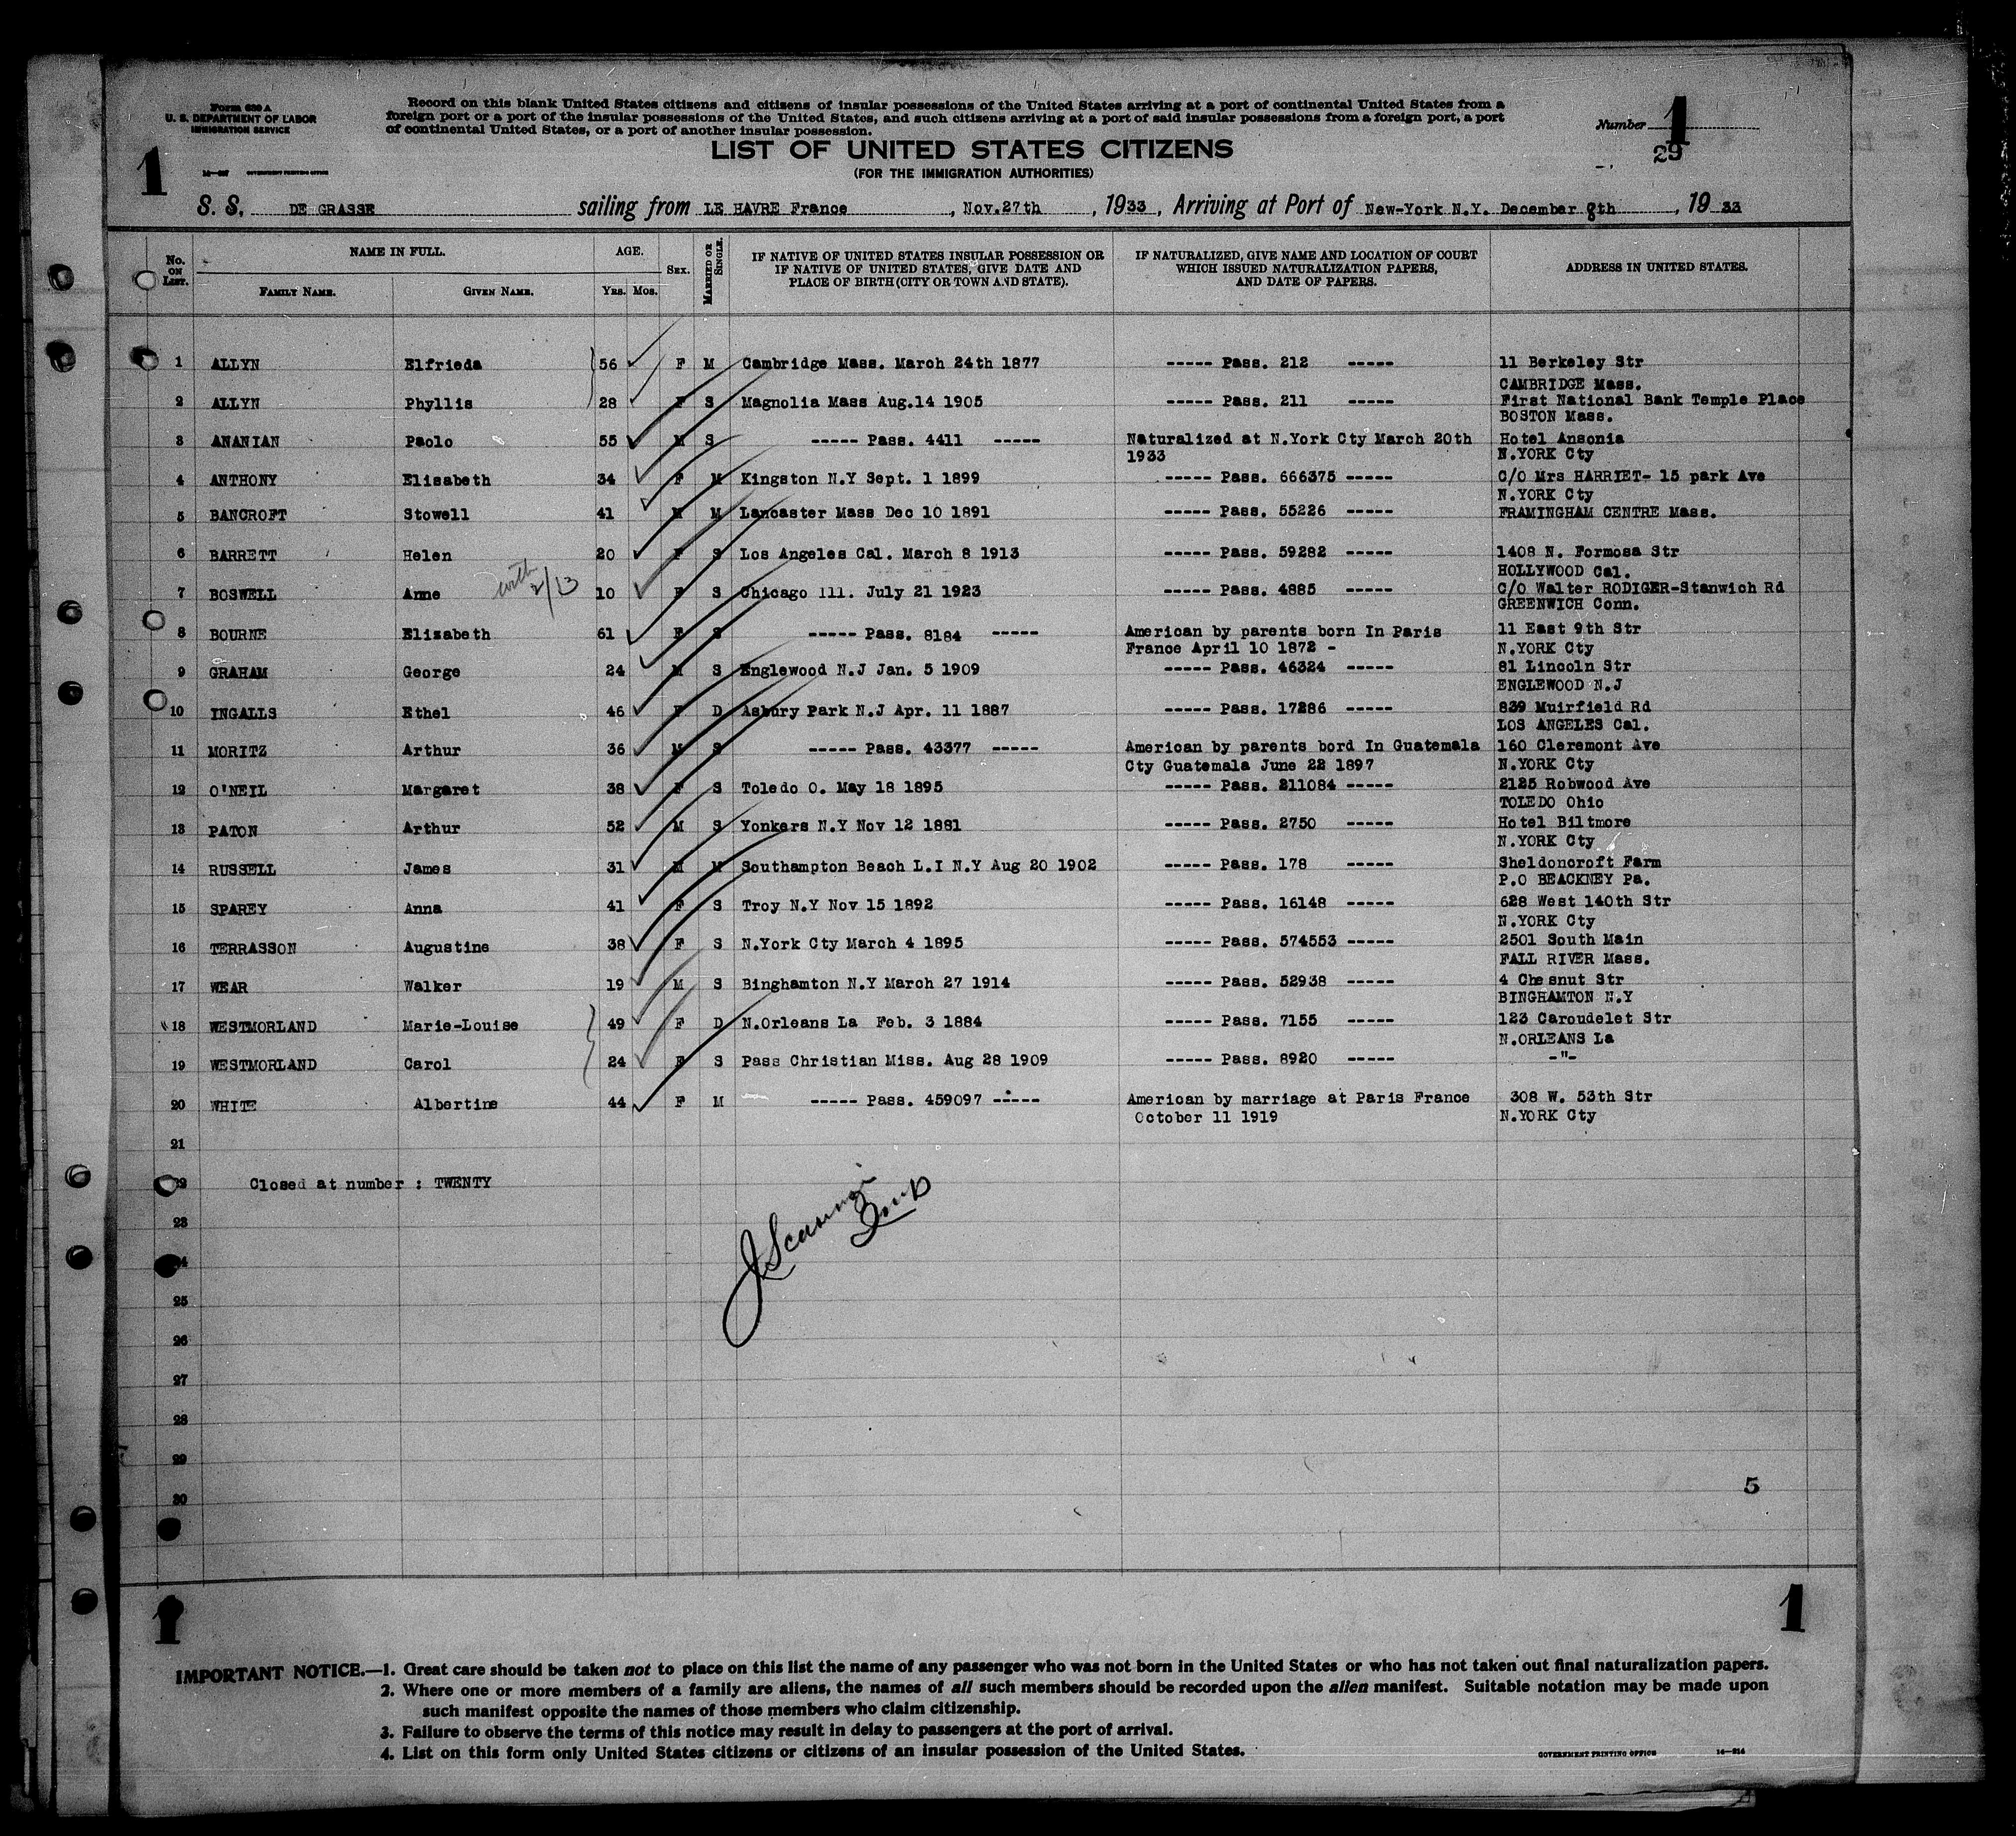 Form 630 A
U. S. DEPARTMENT OF LABOR
IMMIGRATION SERVICE
Record on this blank United States citizens and citizens of insular possessions of the United States arriving at a port of continental United States from a
foreign port or a port of the insular possessions of the United States, and such citizens arriving at a port of said insular possessions from a foreign port, a port
of continental United States, or a port of another insular possession.
Number 1
29
1
GOVERNMENT PRINTING OFFICE
LIST OF UNITED STATES CITIZENS
(FOR THE IMMIGRATION AUTHORITIES)
S. S. DE GRASSE sailing from LE HAVRE France, Nov.27th, 1933, Arriving at Port of New-York N.Y. December 8th, 1933
No. ON LIST. NAME IN FULL. AGE. SEX. MARRIED OR SINGLE. IF NATIVE OF UNITED STATES INSULAR POSSESSION OR IF NATIVE OF UNITED STATES, GIVE DATE AND PLACE OF BIRTH (CITY OR TOWN AND STATE). IF NATURALIZED, GIVE NAME AND LOCATION OF COURT WHICH ISSUED NATURALIZATION PAPERS, AND DATE OF PAPERS. ADDRESS IN UNITED STATES.
FAMILY NAME. GIVEN NAME. YRS. MOS.
1 ALLYN Elfrieda 56 F M Cambridge Mass. March 24th 1877 ----- Pass. 212 ----- 11 Berkeley Str
CAMBRIDGE Mass.
2 ALLYN Phyllis 28 F S Magnolia Mass Aug.14 1905 ----- Pass. 211 ----- First National Bank Temple Place
BOSTON Mass.
3 ANANIAN Paolo 55 M S ----- Pass. 4411 ----- Naturalized at N.York Cty March 20th Hotel Ansonia
1933 N.YORK Cty
4 ANTHONY Elisabeth 34 F M Kingston N.Y Sept. 1 1899 ----- Pass. 666375 ----- C/O Mrs HARRIET- 15 park Ave
N.YORK Cty
5 BANCROFT Stowell 41 M M Lancaster Mass Dec 10 1891 ----- Pass. 55226 ----- FRAMINGHAM CENTRE Mass.
6 BARRETT Helen 20 F S Los Angeles Cal. March 8 1913 ----- Pass. 59282 ----- 1408 N. Formosa Str
HOLLYWOOD Cal.
7 BOSWELL Anne with 2/13 10 F S Chicago Ill. July 21 1923 ----- Pass. 4885 ----- C/O Walter RODIGER-Stanwich Rd
GREENWICH Conn.
8 BOURNE Elizabeth 61 F S ----- Pass. 8184 ----- American by parents born In Paris 11 East 9th Str
France April 10 1872 - N.YORK Cty
9 GRAHAM George 24 M S Englewood N.J Jan. 5 1909 ----- Pass. 46324 ----- 81 Lincoln Str
ENGLEWOOD N.J
10 INGALLS Ethel 46 F D Asbury Park N.J Apr. 11 1887 ----- Pass. 17286 ----- 839 Muirfield Rd
LOS ANGELES Cal.
11 MORITZ Arthur 36 M S ----- Pass. 43377 ----- American by parents bord In Guatemala 160 Cleremont Ave
Cty Guatemala June 22 1897 N.YORK Cty
12 O'NEIL Margaret 38 F S Toledo O. May 18 1895 ----- Pass. 211084 ----- 2125 Robwood Ave
TOLEDO Ohio
13 PATON Arthur 52 M S Yonkers N.Y Nov 12 1881 ----- Pass. 2750 ----- Hotel Biltmore
N.YORK Cty
14 RUSSELL James 31 M M Southampton Beach L.I N.Y Aug 20 1902 ----- Pass. 178 ----- Sheldoncroft Farm
P.O BEACKNEY Pa.
15 SPAREY Anna 41 F S Troy N.Y Nov 15 1892 ----- Pass. 16148 ----- 628 West 140th Str
N.YORK Cty
16 TERRASSON Augustine 38 F S N.York Cty March 4 1895 ----- Pass. 574553 ----- 2501 South Main
FALL RIVER Mass.
17 WEAR Walker 19 M S Binghamton N.Y March 27 1914 ----- Pass. 52938 ----- 4 Chesnut Str
BINGHAMTON N.Y
18 WESTMORLAND Marie-Louise 49 F D N.Orleans La Feb. 3 1884 ----- Pass. 7155 ----- 123 Caroudelet Str
N.ORLEANS La
19 WESTMORLAND Carol 24 F S Pass Christian Miss. Aug 28 1909 ----- Pass. 8920 ----- -"-
20 WHITE Albertine 44 F M ----- Pass. 459097 ----- American by marriage at Paris France 308 W. 53th Str
October 11 1919 N.YORK Cty
21
22 Closed at number : TWENTY
23
24
25
26
27
28
29
30
5
1 1
IMPORTANT NOTICE.—1. Great care should be taken not to place on this list the name of any passenger who was not born in the United States or who has not taken out final naturalization papers.
2. Where one or more members of a family are aliens, the names of all such members should be recorded upon the alien manifest. Suitable notation may be made upon
such manifest opposite the names of those members who claim citizenship.
3. Failure to observe the terms of this notice may result in delay to passengers at the port of arrival.
4. List on this form only United States citizens or citizens of an insular possession of the United States.
GOVERNMENT PRINTING OFFICE 14—214